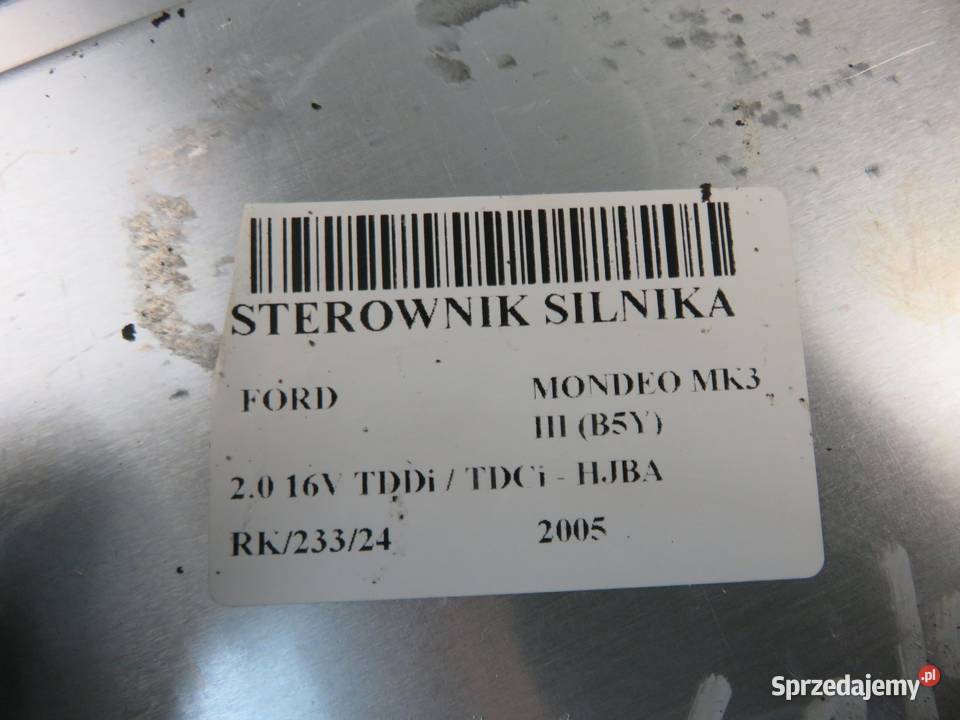 STEROWNIK SILNIKA
FORD MONDEO MK3
III (B5Y)
2.0 16V TDDi / TDCi - HJBA
RK/233/24 2005
Sprzedajemy.pl